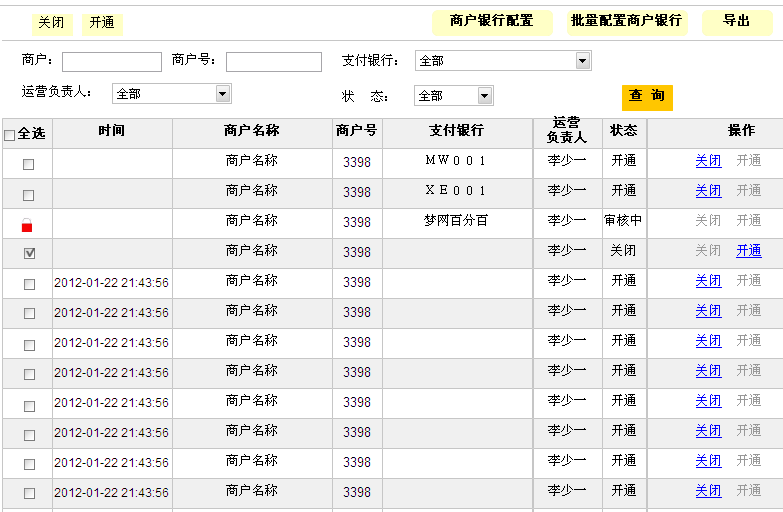 关闭 开通 商户银行配置 批量配置商户银行 导出
商户： 商户号： 支付银行： 全部
运营负责人： 全部 状 态： 全部 查 询
全选 时间 商户名称 商户号 支付银行 运营负责人 状态 操作
商户名称 3398 ＭＷ００１ 李少一 开通 关闭 开通
商户名称 3398 ＸＥ００１ 李少一 开通 关闭 开通
商户名称 3398 梦网百分百 李少一 审核中 关闭 开通
商户名称 3398 李少一 关闭 关闭 开通
2012-01-22 21:43:56 商户名称 3398 李少一 开通 关闭 开通
2012-01-22 21:43:56 商户名称 3398 李少一 开通 关闭 开通
2012-01-22 21:43:56 商户名称 3398 李少一 开通 关闭 开通
2012-01-22 21:43:56 商户名称 3398 李少一 开通 关闭 开通
2012-01-22 21:43:56 商户名称 3398 李少一 开通 关闭 开通
2012-01-22 21:43:56 商户名称 3398 李少一 开通 关闭 开通
2012-01-22 21:43:56 商户名称 3398 李少一 开通 关闭 开通
2012-01-22 21:43:56 商户名称 3398 李少一 开通 关闭 开通